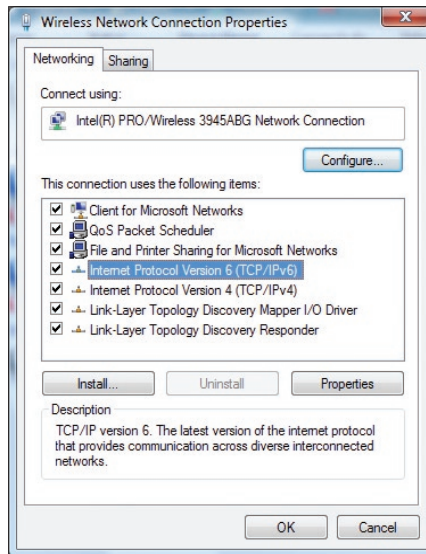 Wireless Network Connection Properties
Networking
Sharing
Connect using:
Intel(R) PRO/Wireless 3945ABG Network Connection
Configure...
This connection uses the following items:
Client for Microsoft Networks
QoS Packet Scheduler
File and Printer Sharing for Microsoft Networks
Internet Protocol Version 6 (TCP/IPv6)
Internet Protocol Version 4 (TCP/IPv4)
Link-Layer Topology Discovery Mapper I/O Driver
Link-Layer Topology Discovery Responder
Install...
Uninstall
Properties
Description
TCP/IP version 6. The latest version of the internet protocol
that provides communication across diverse interconnected
networks.
OK
Cancel